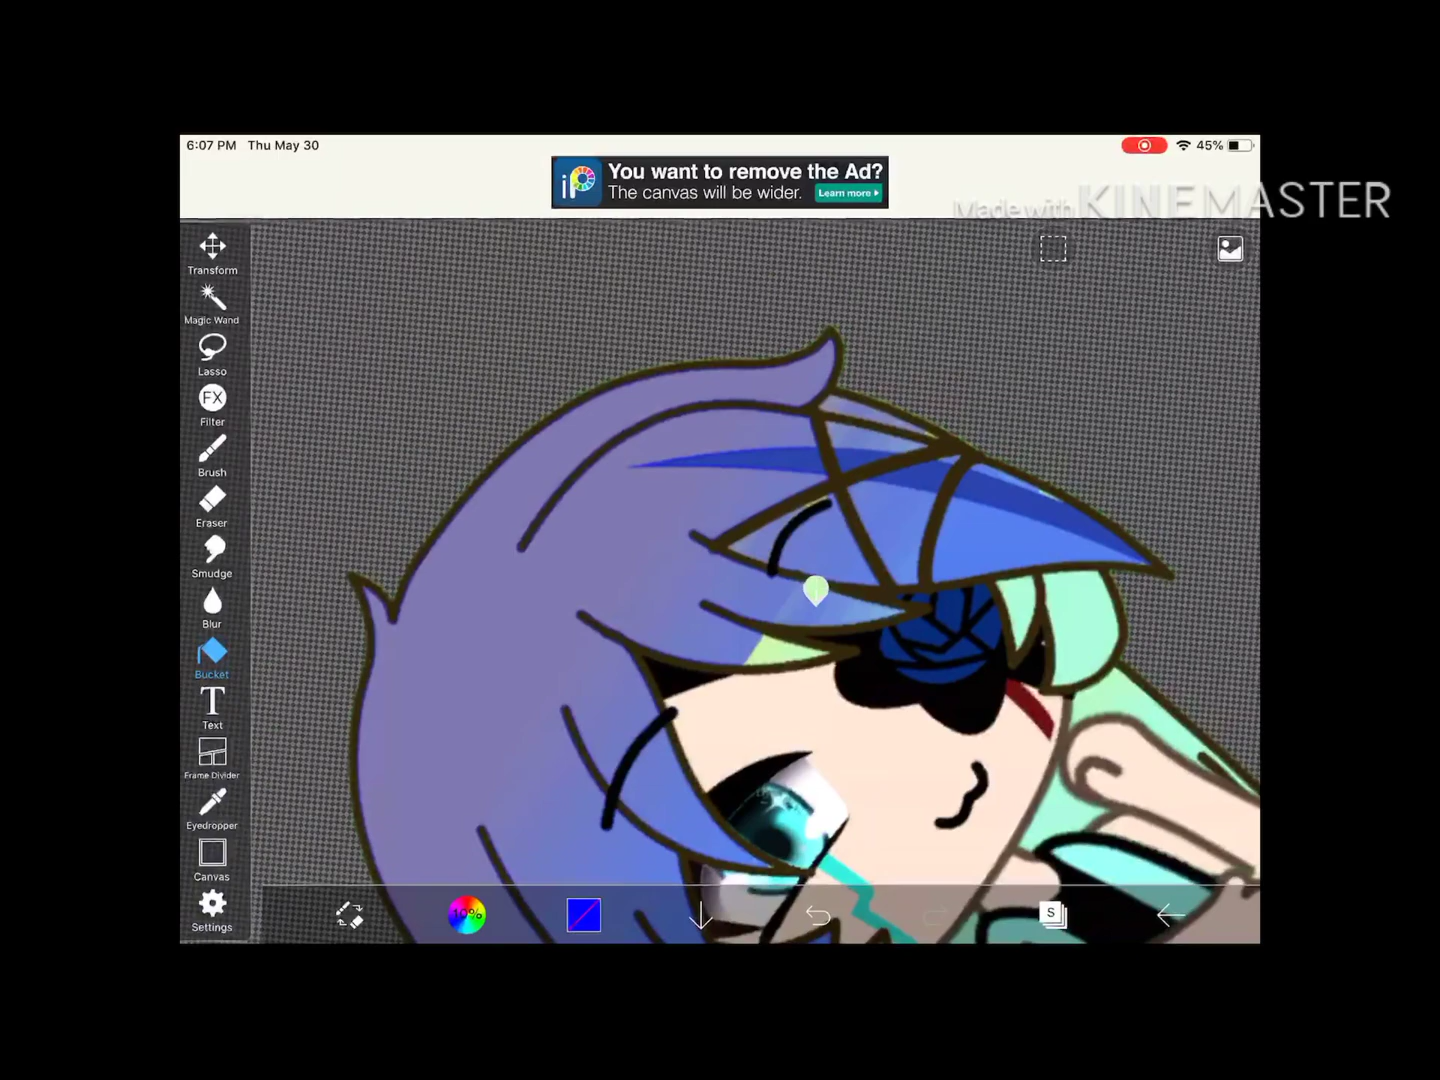 6:07 PM Thu May 30
45%
iP
You want to remove the Ad?
The canvas will be wider.
Learn more
Made with KINEMASTER
Transform
Magic Wand
Lasso
FX
Filter
Brush
Eraser
Smudge
Blur
Bucket
T
Text
Frame Divider
Eyedropper
Canvas
Settings
10%
S